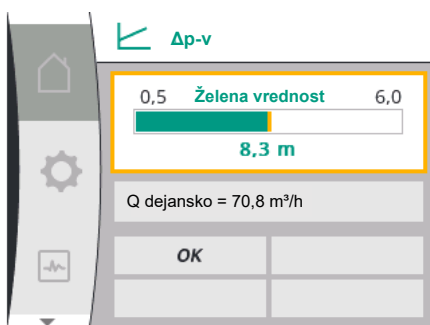 Δp-v
0,5 Želena vrednost 6,0
8,3 m
Q dejansko = 70,8 m³/h
OK